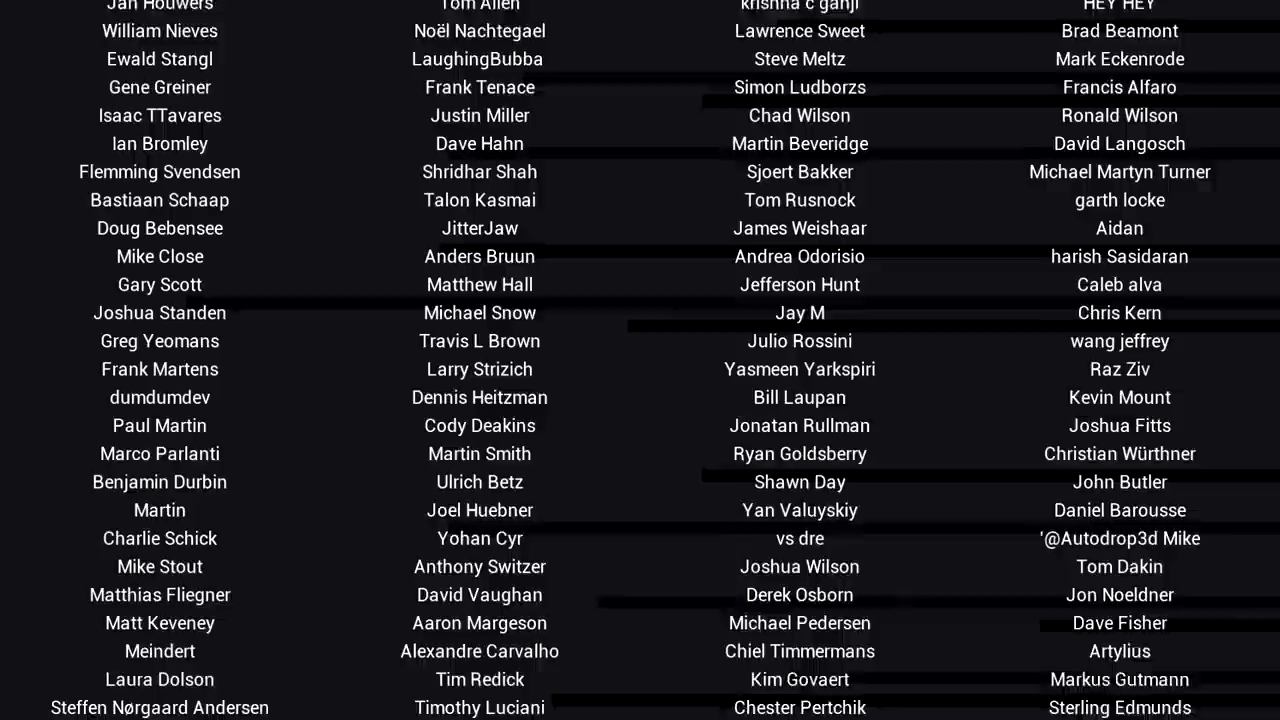 Jan Houwers Tom Allen krishna c ganji HEY HEY
William Nieves Noël Nachtegael Lawrence Sweet Brad Beamont
Ewald Stangl LaughingBubba Steve Meltz Mark Eckenrode
Gene Greiner Frank Tenace Simon Ludborzs Francis Alfaro
Isaac TTavares Justin Miller Chad Wilson Ronald Wilson
Ian Bromley Dave Hahn Martin Beveridge David Langosch
Flemming Svendsen Shridhar Shah Sjoert Bakker Michael Martyn Turner
Bastiaan Schaap Talon Kasmai Tom Rusnock garth locke
Doug Bebensee JitterJaw James Weishaar Aidan
Mike Close Anders Bruun Andrea Odorisio harish Sasidaran
Gary Scott Matthew Hall Jefferson Hunt Caleb alva
Joshua Standen Michael Snow Jay M Chris Kern
Greg Yeomans Travis L Brown Julio Rossini wang jeffrey
Frank Martens Larry Strizich Yasmeen Yarkspiri Raz Ziv
dumdumdev Dennis Heitzman Bill Laupan Kevin Mount
Paul Martin Cody Deakins Jonatan Rullman Joshua Fitts
Marco Parlanti Martin Smith Ryan Goldsberry Christian Würthner
Benjamin Durbin Ulrich Betz Shawn Day John Butler
Martin Joel Huebner Yan Valuyskiy Daniel Barousse
Charlie Schick Yohan Cyr vs dre '@Autodrop3d Mike
Mike Stout Anthony Switzer Joshua Wilson Tom Dakin
Matthias Fliegner David Vaughan Derek Osborn Jon Noeldner
Matt Keveney Aaron Margeson Michael Pedersen Dave Fisher
Meindert Alexandre Carvalho Chiel Timmermans Artylius
Laura Dolson Tim Redick Kim Govaert Markus Gutmann
Steffen Nørgaard Andersen Timothy Luciani Chester Pertchik Sterling Edmunds